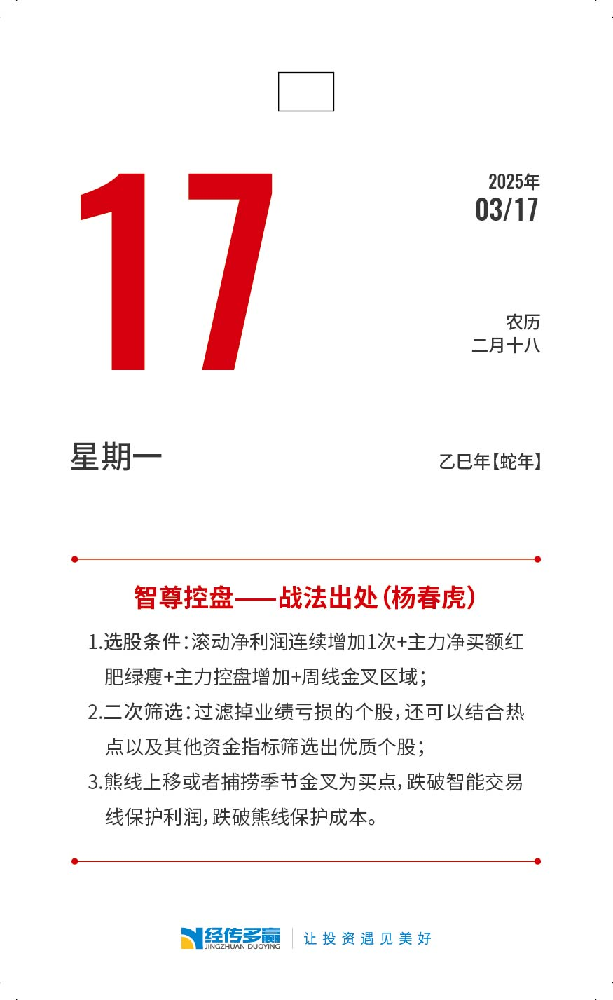 17
2025年
03/17
农历
二月十八
星期一
乙巳年【蛇年】
智尊控盘——战法出处（杨春虎）
1.选股条件：滚动净利润连续增加1次+主力净买额红
肥绿瘦+主力控盘增加+周线金叉区域；
2.二次筛选：过滤掉业绩亏损的个股，还可以结合热
点以及其他资金指标筛选出优质个股；
3.熊线上移或者捕捞季节金叉为买点，跌破智能交易
线保护利润，跌破熊线保护成本。
经传多赢
JINGZHUAN DUOYING
让投资遇见美好